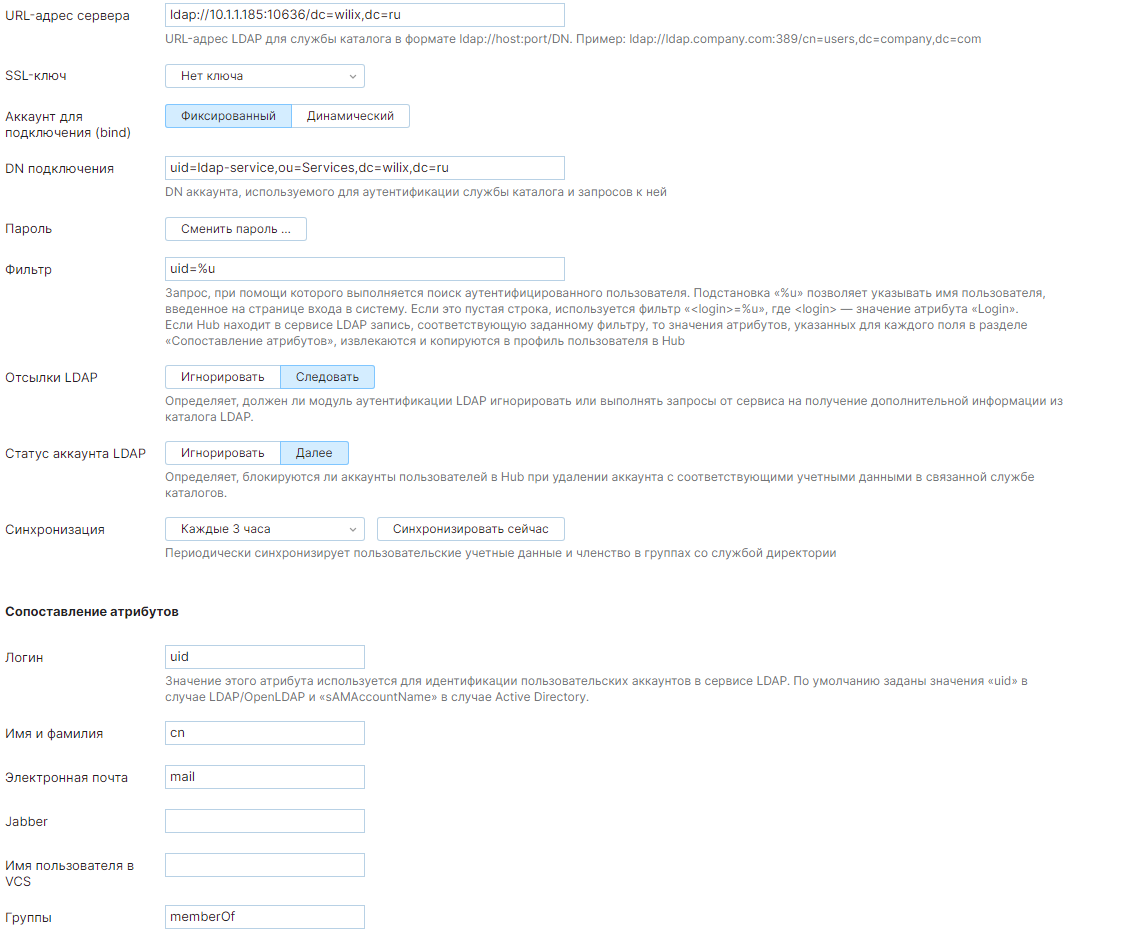 URL-адрес сервера
ldap://10.1.1.185:10636/dc=wilix,dc=ru
URL-адрес LDAP для службы каталога в формате ldap://host:port/DN. Пример: ldap://ldap.company.com:389/cn=users,dc=company,dc=com
SSL-ключ
Нет ключа
Аккаунт для
подключения (bind)
Фиксированный
Динамический
DN подключения
uid=ldap-service,ou=Services,dc=wilix,dc=ru
DN аккаунта, используемого для аутентификации службы каталога и запросов к ней
Пароль
Сменить пароль ...
Фильтр
uid=%u
Запрос, при помощи которого выполняется поиск аутентифицированного пользователя. Подстановка «%u» позволяет указывать имя пользователя,
введенное на странице входа в систему. Если это пустая строка, используется фильтр «<login>=%u», где <login> — значение атрибута «Login».
Если Hub находит в сервисе LDAP запись, соответствующую заданному фильтру, то значения атрибутов, указанных для каждого поля в разделе
«Сопоставление атрибутов», извлекаются и копируются в профиль пользователя в Hub
Отсылки LDAP
Игнорировать
Следовать
Определяет, должен ли модуль аутентификации LDAP игнорировать или выполнять запросы от сервиса на получение дополнительной информации из
каталога LDAP.
Статус аккаунта LDAP
Игнорировать
Далее
Определяет, блокируются ли аккаунты пользователей в Hub при удалении аккаунта с соответствующими учетными данными в связанной службе
каталогов.
Синхронизация
Каждые 3 часа
Синхронизировать сейчас
Периодически синхронизирует пользовательские учетные данные и членство в группах со службой директории
Сопоставление атрибутов
Логин
uid
Значение этого атрибута используется для идентификации пользовательских аккаунтов в сервисе LDAP. По умолчанию заданы значения «uid» в
случае LDAP/OpenLDAP и «sAMAccountName» в случае Active Directory.
Имя и фамилия
cn
Электронная почта
mail
Jabber
Имя пользователя в
VCS
Группы
memberOf